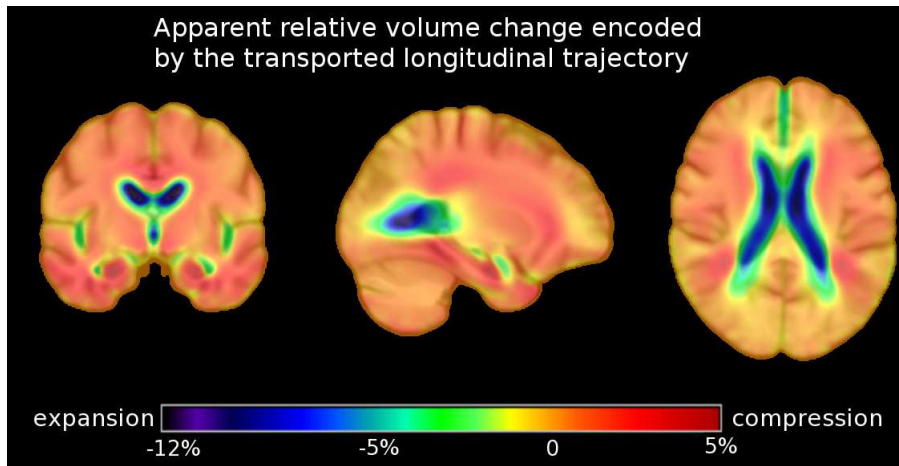 Apparent relative volume change encoded
by the transported longitudinal trajectory
expansion
compression
-12%
-5%
0
5%